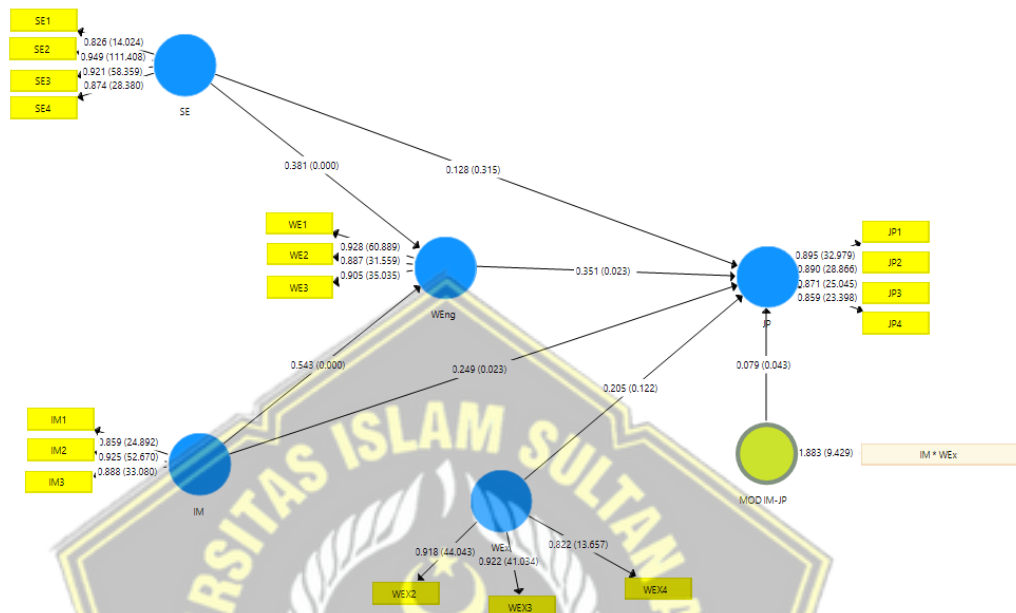 SE1
SE2
SE3
SE4
0.826 (14.024)
0.949 (111.408)
0.921 (58.359)
0.874 (28.380)
SE
0.381 (0.000)
0.128 (0.315)
WE1
WE2
WE3
0.928 (60.889)
0.887 (31.559)
0.905 (35.035)
WEng
0.351 (0.023)
JP1
JP2
JP3
JP4
0.895 (32.979)
0.890 (28.866)
0.871 (25.045)
0.859 (23.398)
JP
0.543 (0.000)
0.249 (0.023)
0.205 (0.122)
0.079 (0.043)
IM1
IM2
IM3
0.859 (24.892)
0.925 (52.670)
0.888 (33.080)
IM
MOD IM-JP
1.883 (9.429)
IM * WEx
WEx
0.918 (44.043)
0.922 (41.034)
0.822 (13.657)
WEX2
WEX3
WEX4
ERSITAS ISLAM SULTAN